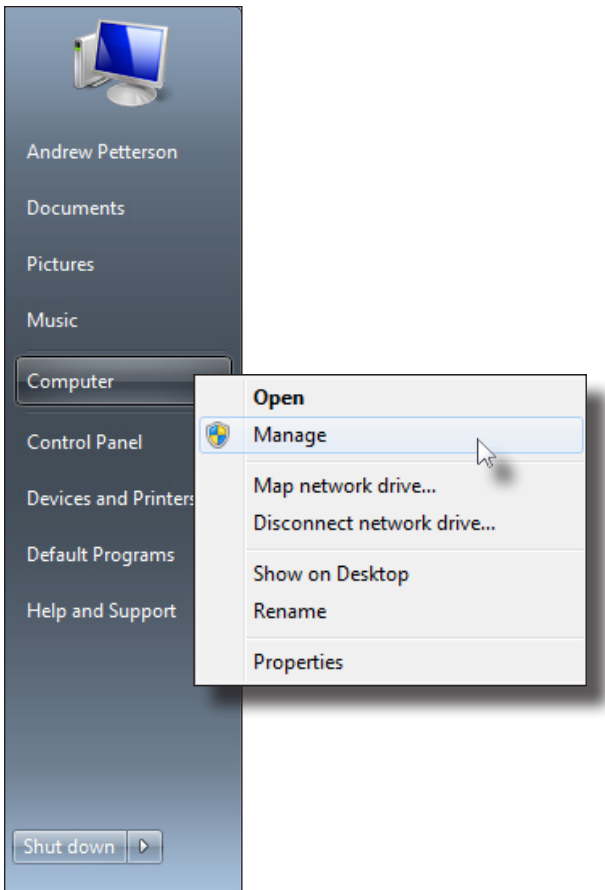 Andrew Petterson
Documents
Pictures
Music
Computer
Control Panel
Devices and Printers
Default Programs
Help and Support
Shut down
Open
Manage
Map network drive...
Disconnect network drive...
Show on Desktop
Rename
Properties